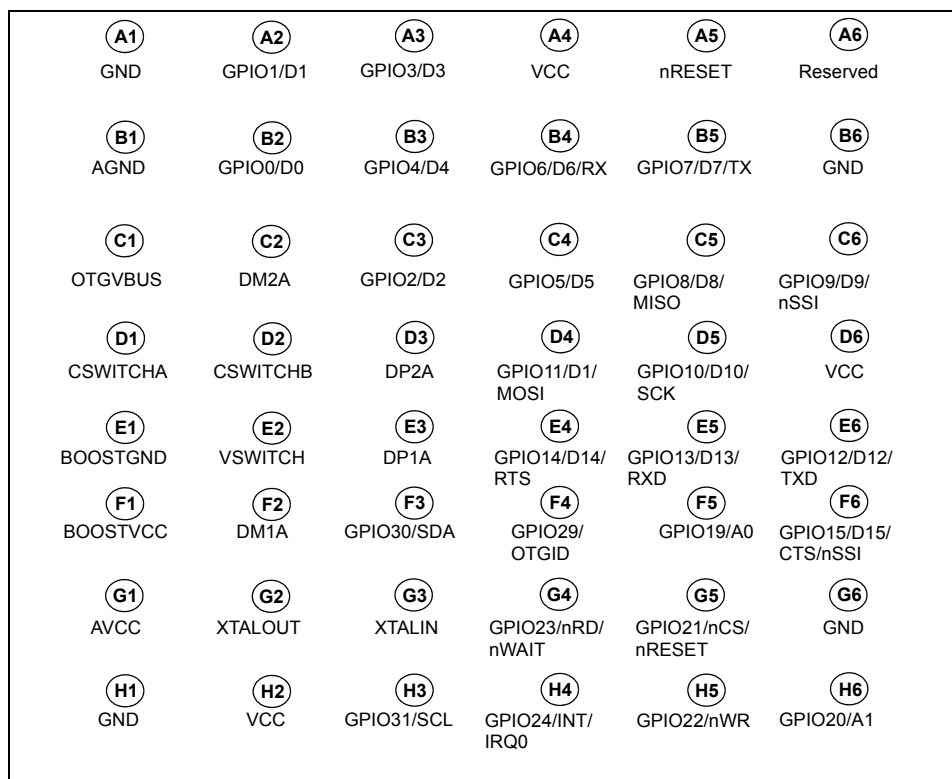 A1 A2 A3 A4 A5 A6
GND GPIO1/D1 GPIO3/D3 VCC nRESET Reserved
B1 B2 B3 B4 B5 B6
AGND GPIO0/D0 GPIO4/D4 GPIO6/D6/RX GPIO7/D7/TX GND
C1 C2 C3 C4 C5 C6
OTGVBUS DM2A GPIO2/D2 GPIO5/D5 GPIO8/D8/ GPIO9/D9/
MISO nSSI
D1 D2 D3 D4 D5 D6
CSWITCHA CSWITCHB DP2A GPIO11/D1/ GPIO10/D10/ VCC
MOSI SCK
E1 E2 E3 E4 E5 E6
BOOSTGND VSWITCH DP1A GPIO14/D14/ GPIO13/D13/ GPIO12/D12/
RTS RXD TXD
F1 F2 F3 F4 F5 F6
BOOSTVCC DM1A GPIO30/SDA GPIO29/ GPIO19/A0 GPIO15/D15/
OTGID CTS/nSSI
G1 G2 G3 G4 G5 G6
AVCC XTALOUT XTALIN GPIO23/nRD/ GPIO21/nCS/ GND
nWAIT nRESET
H1 H2 H3 H4 H5 H6
GND VCC GPIO31/SCL GPIO24/INT/ GPIO22/nWR GPIO20/A1
IRQ0